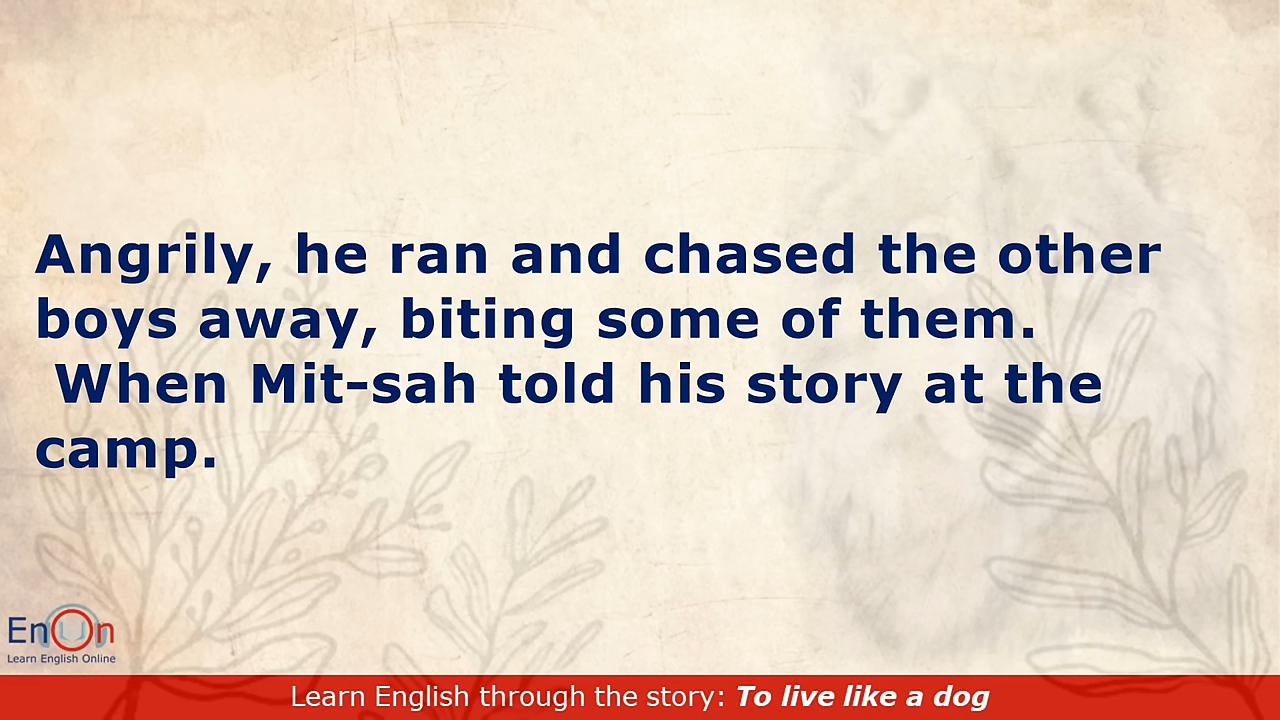 Angrily, he ran and chased the other
boys away, biting some of them.
When Mit-sah told his story at the
camp.
EnOn
Learn English Online
Learn English through the story: To live like a dog